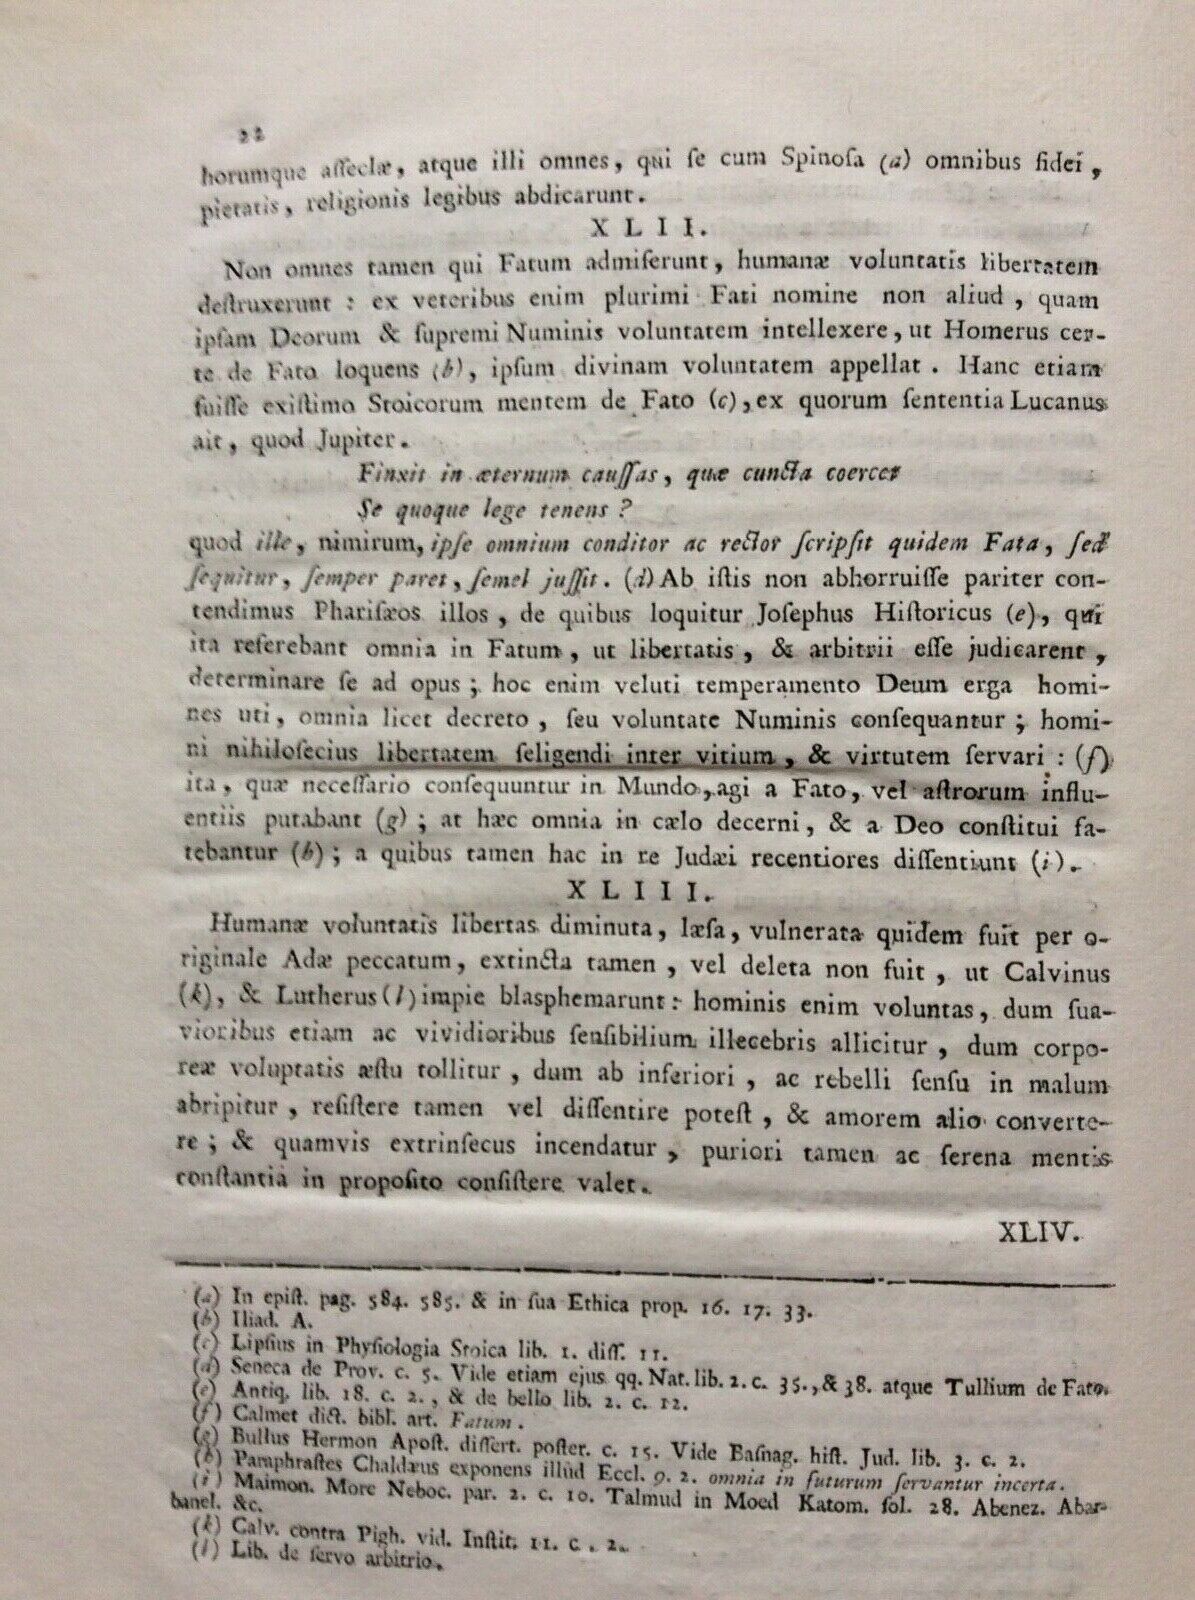 22
horumque aſſeclæ, atque illi omnes, qui ſe cum Spinoſa (a) omnibus fidei,
pietatis, religionis legibus abdicarunt.
XLII.
Non omnes tamen qui Fatum admiſerunt, humanæ voluntatis libertatem
deſtruxerunt: ex veteribus enim plurimi Fati nomine non aliud, quam
ipſam Deorum & ſupremi Numinis voluntatem intellexere, ut Homerus cer-
te de Fato loquens (b), ipſum divinam voluntatem appellat. Hanc etiam
fuiſſe exiſtimo Stoicorum mentem de Fato (c), ex quorum ſententia Lucanus
ait, quod Jupiter.
Finxit in æternum cauſſas, quæ cuncta coercet
Se quoque lege tenens?
quod ille, nimirum, ipſe omnium conditor ac rector ſcripſit quidem Fata, ſed
ſequitur, ſemper paret, ſemel juſſit. (d) Ab iſtis non abhorruiſſe pariter con-
tendimus Phariſæos illos, de quibus loquitur Joſephus Hiſtoricus (e), qui
ita referebant omnia in Fatum, ut libertatis, & arbitrii eſſe judicarent,
determinare ſe ad opus; hoc enim veluti temperamento Deum erga homi-
nes uti, omnia licet decreto, ſeu voluntate Numinis conſequantur; homi-
ni nihiloſecius libertatem ſeligendi inter vitium, & virtutem ſervari: (f)
ita, quæ neceſſario conſequuntur in Mundo, agi a Fato, vel aſtrorum influ-
entiis putabant (g); at hæc omnia in cælo decerni, & a Deo conſtitui fa-
tebantur (h); a quibus tamen hac in re Judæi recentiores diſſentiunt (i).
XLIII.
Humanæ voluntatis libertas diminuta, læſa, vulnerata quidem fuit per o-
riginale Adæ peccatum, extincta tamen, vel deleta non fuit, ut Calvinus
(k), & Lutherus (l) impie blasphemarunt: hominis enim voluntas, dum ſua-
vioribus etiam ac vividioribus ſenſibilium illecebris allicitur, dum corpo-
reæ voluptatis æſtu tollitur, dum ab inferiori, ac rebelli ſenſu in malum
abripitur, reſiſtere tamen vel diſſentire poteſt, & amorem alio converte-
re; & quamvis extrinſecus incendatur, puriori tamen ac ſerena mentis
conſtantia in propoſito conſiſtere valet.
XLIV.
(a) In epiſt. pag. 584. 585. & in ſua Ethica prop. 16. 17. 33.
(b) Iliad. A.
(c) Lipſius in Phyſiologia Stoica lib. 1. diſſ. 11.
(d) Seneca de Prov. c. 5. Vide etiam ejus qq. Nat. lib. 2. c. 35., & 38. atque Tullium de Fato.
(e) Antiq. lib. 18. c. 2., & de bello lib. 2. c. 12.
(f) Calmet dict. bibl. art. Fatum.
(g) Bullus Hermon Apoſt. diſſert. poſter. c. 15. Vide Baſnag. hiſt. Jud. lib. 3. c. 2.
(h) Paraphraſtes Chaldæus exponens illud Eccl. 9. 2. omnia in futurum ſervantur incerta.
(i) Maimon. More Neboc. par. 2. c. 10. Talmud in Moed Katom. fol. 28. Abenez. Abar-
banel. &c.
(k) Calv. contra Pigh. vid. Inſtit. 11. c. 2.
(l) Lib. de ſervo arbitrio.